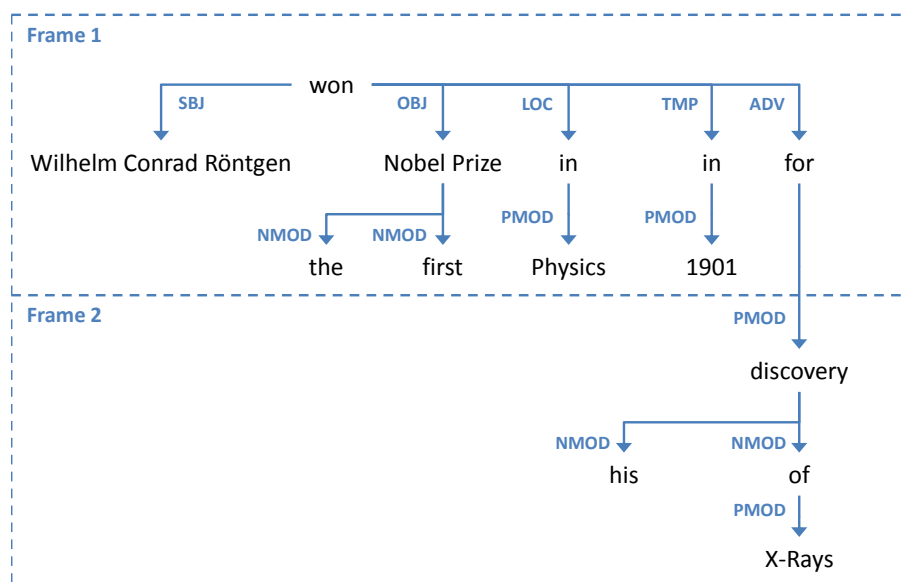 Frame 1
won
SBJ OBJ LOC TMP ADV
Wilhelm Conrad Röntgen Nobel Prize in in for
NMOD NMOD PMOD PMOD
the first Physics 1901
Frame 2
PMOD
discovery
NMOD NMOD
his of
PMOD
X-Rays